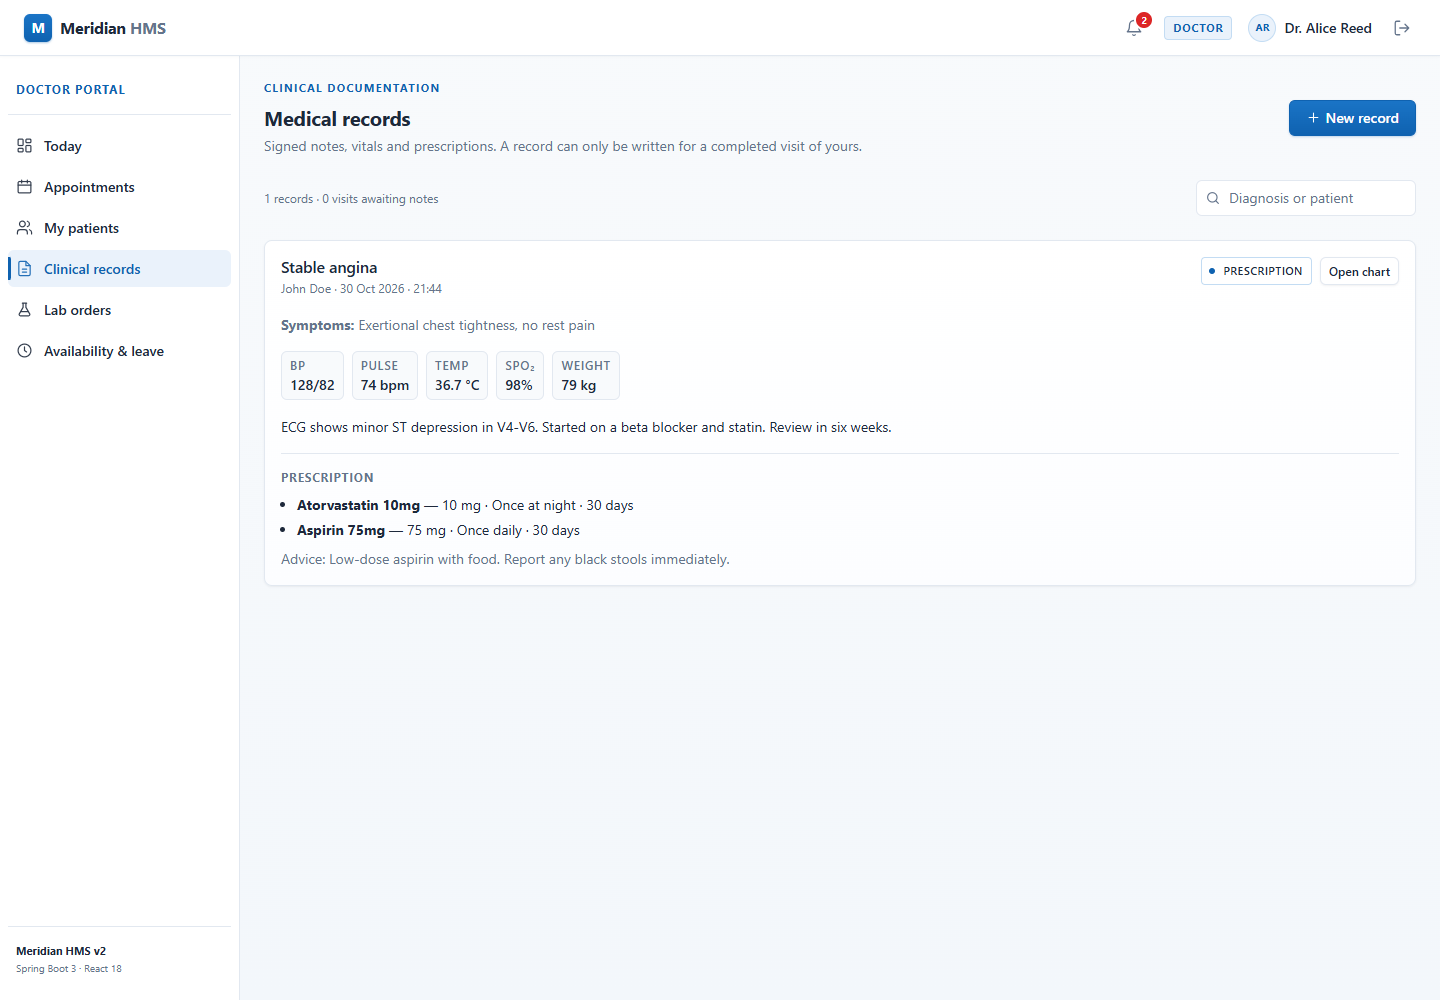 M Meridian HMS
2
DOCTOR
AR
Dr. Alice Reed
DOCTOR PORTAL
Today
Appointments
My patients
Clinical records
Lab orders
Availability & leave
Meridian HMS v2
Spring Boot 3 · React 18
CLINICAL DOCUMENTATION
Medical records
Signed notes, vitals and prescriptions. A record can only be written for a completed visit of yours.
+ New record
1 records · 0 visits awaiting notes
Diagnosis or patient
Stable angina
John Doe · 30 Oct 2026 · 21:44
PRESCRIPTION
Open chart
Symptoms: Exertional chest tightness, no rest pain
BP
128/82
PULSE
74 bpm
TEMP
36.7 °C
SPO₂
98%
WEIGHT
79 kg
ECG shows minor ST depression in V4-V6. Started on a beta blocker and statin. Review in six weeks.
PRESCRIPTION
• Atorvastatin 10mg — 10 mg · Once at night · 30 days
• Aspirin 75mg — 75 mg · Once daily · 30 days
Advice: Low-dose aspirin with food. Report any black stools immediately.